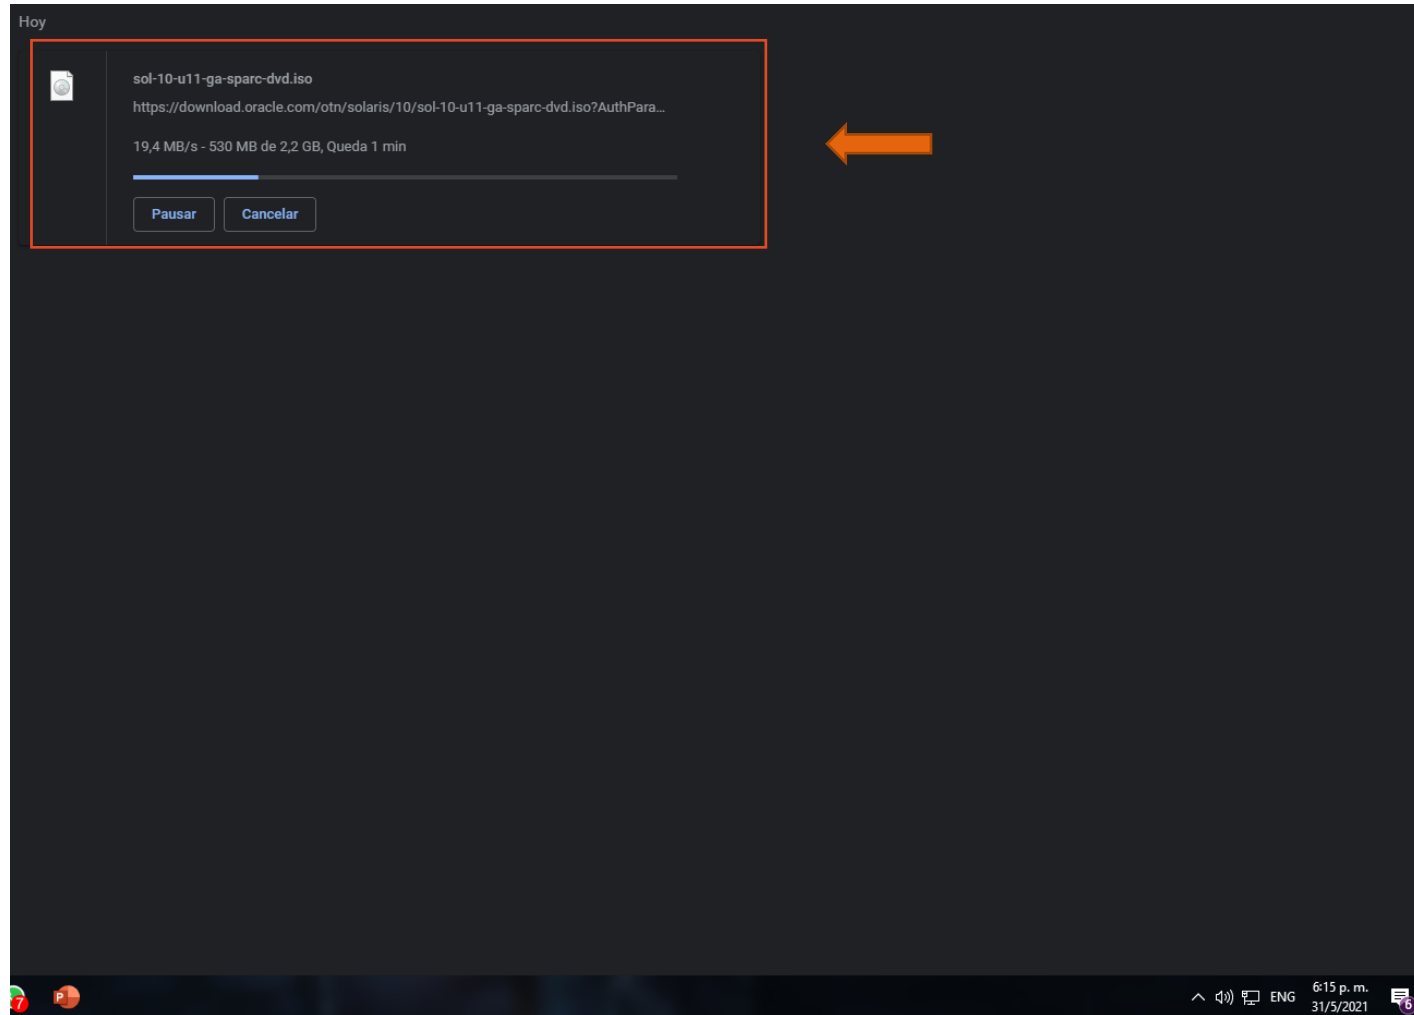 Hoy
sol-10-u11-ga-sparc-dvd.iso
https://download.oracle.com/otn/solaris/10/sol-10-u11-ga-sparc-dvd.iso?AuthPara...
19,4 MB/s - 530 MB de 2,2 GB, Queda 1 min
Pausar
Cancelar
7
P
ENG
6:15 p. m.
31/5/2021
6